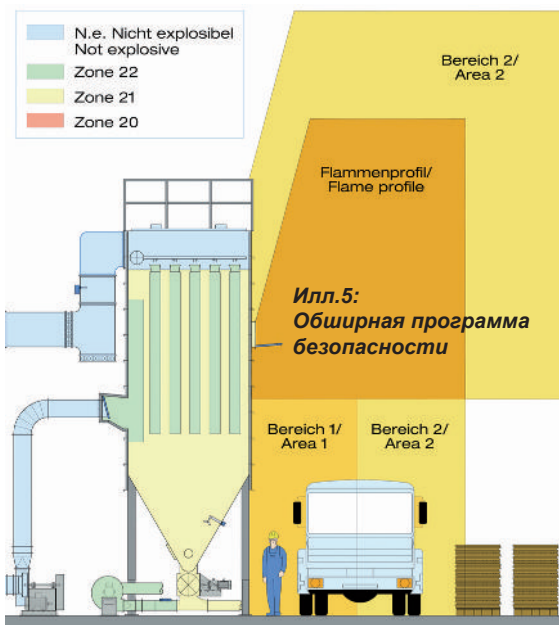 N.e. Nicht explosibel
Not explosive
Zone 22
Zone 21
Zone 20
Bereich 2/
Area 2
Flammenprofil/
Flame profile
Илл.5:
Обширная программа
безопасности
Bereich 1/
Area 1
Bereich 2/
Area 2